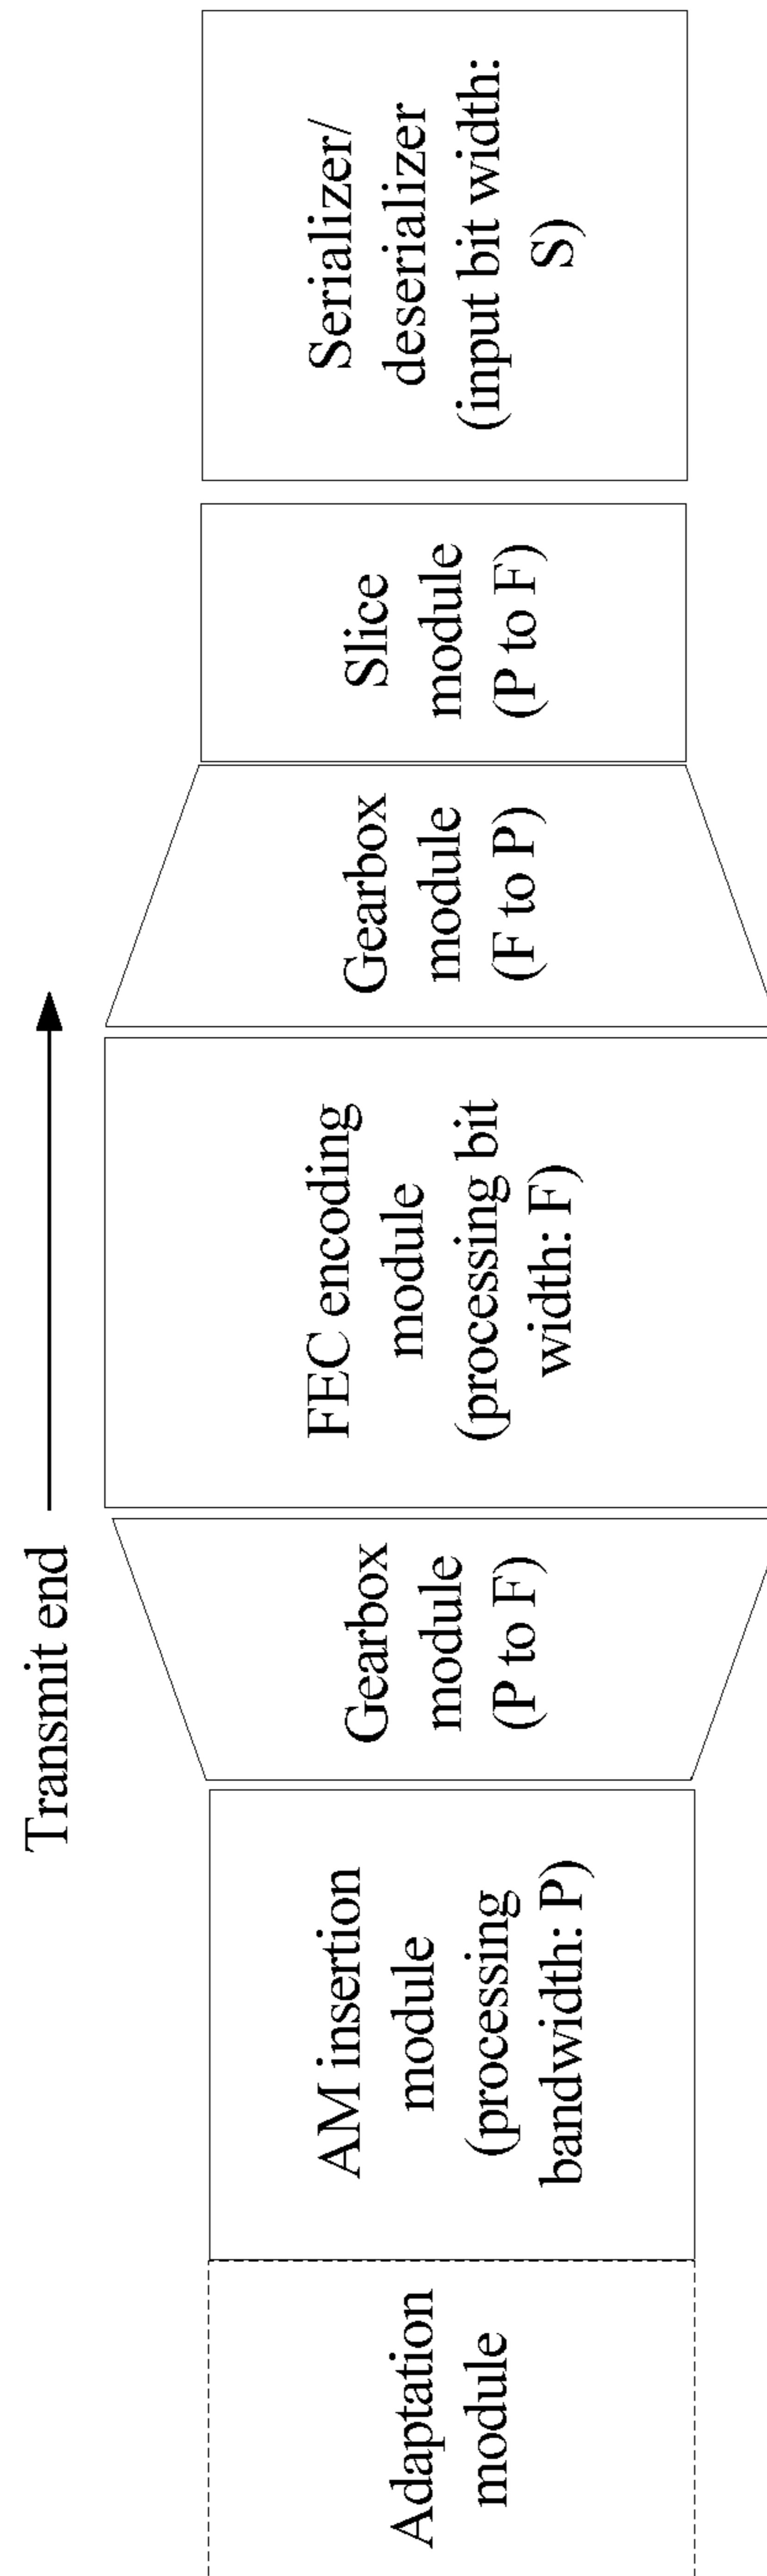 Transmit end
Adaptation
module
AM insertion
module
(processing
bandwidth: P)
Gearbox
module
(P to F)
FEC encoding
module
(processing bit
width: F)
Gearbox
module
(F to P)
Slice
module
(P to F)
Serializer/
deserializer
(input bit width:
S)